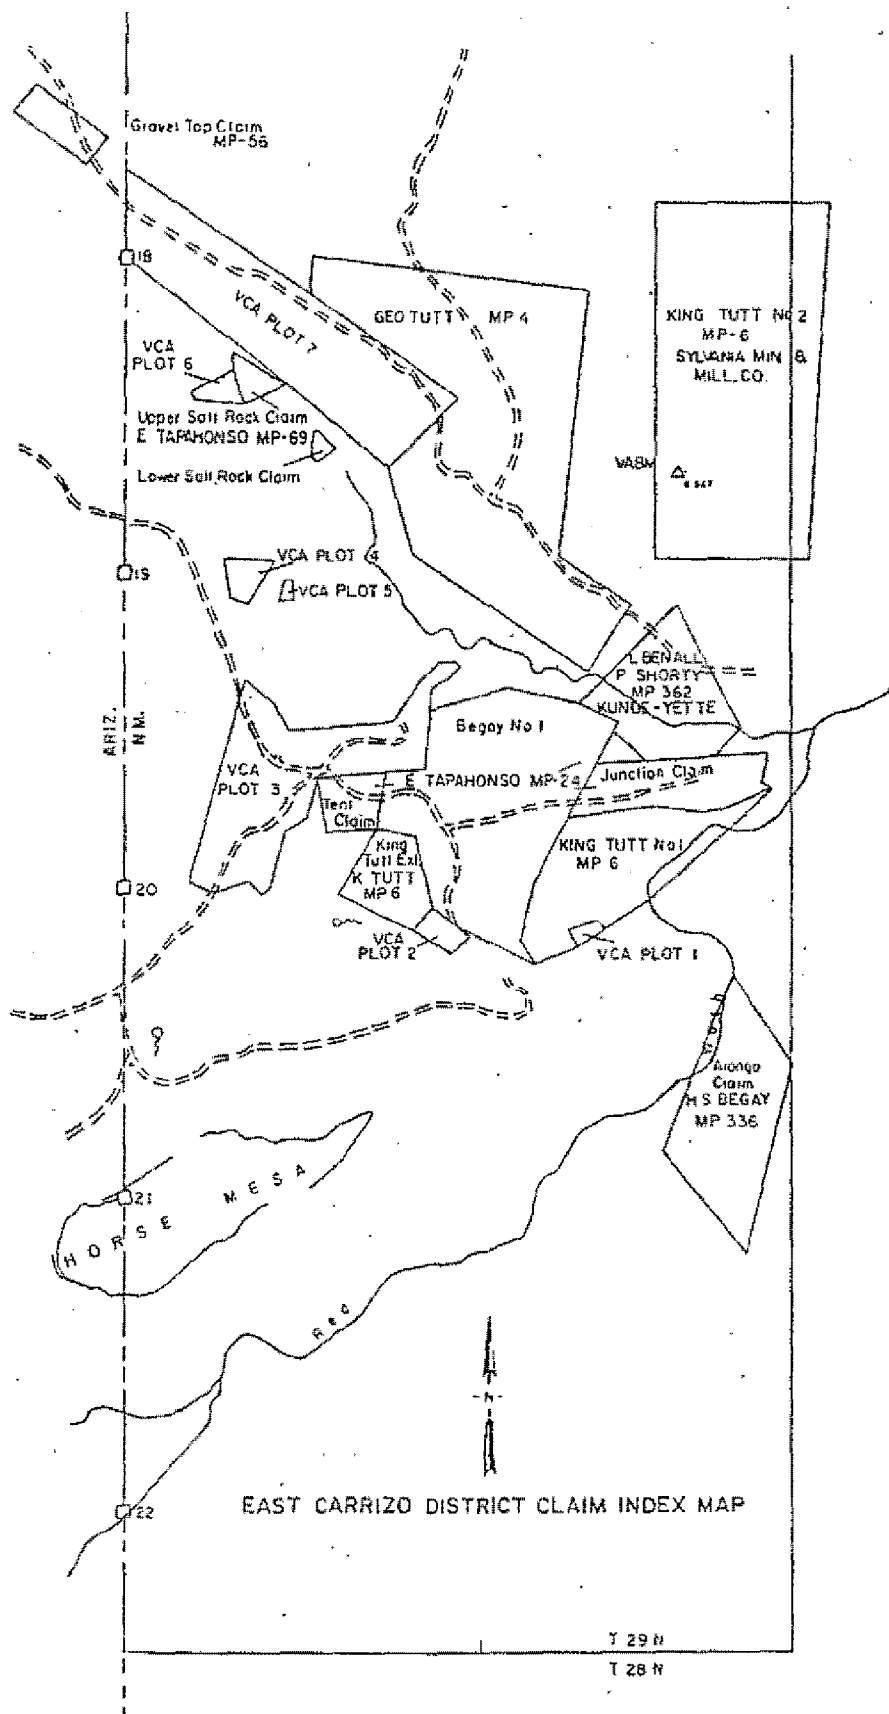 Gravel Top Claim
MP-56
18
VCA PLOT 7
GEO TUTT MP 4
KING TUTT No 2
MP-6
SYLVANIA MIN &
MILL. CO.
VCA
PLOT 6
Upper Salt Rock Claim
E TAPAHONSO MP-69
Lower Salt Rock Claim
VABM
19
VCA PLOT 4
VCA PLOT 5
L BENALL
P SHORTY
MP 362
KUNDE-YETTE
ARIZ.
N.M.
Begay No 1
VCA
PLOT 3
E TAPAHONSO MP-24
Junction Claim
Tent
Claim
King
Tutt Ext
K TUTT
MP 6
KING TUTT No 1
MP 6
20
VCA
PLOT 2
VCA PLOT 1
Wash
Alongo
Claim
H S BEGAY
MP 336
21
HORSE MESA
Red
N
22
EAST CARRIZO DISTRICT CLAIM INDEX MAP
T 29 N
T 28 N